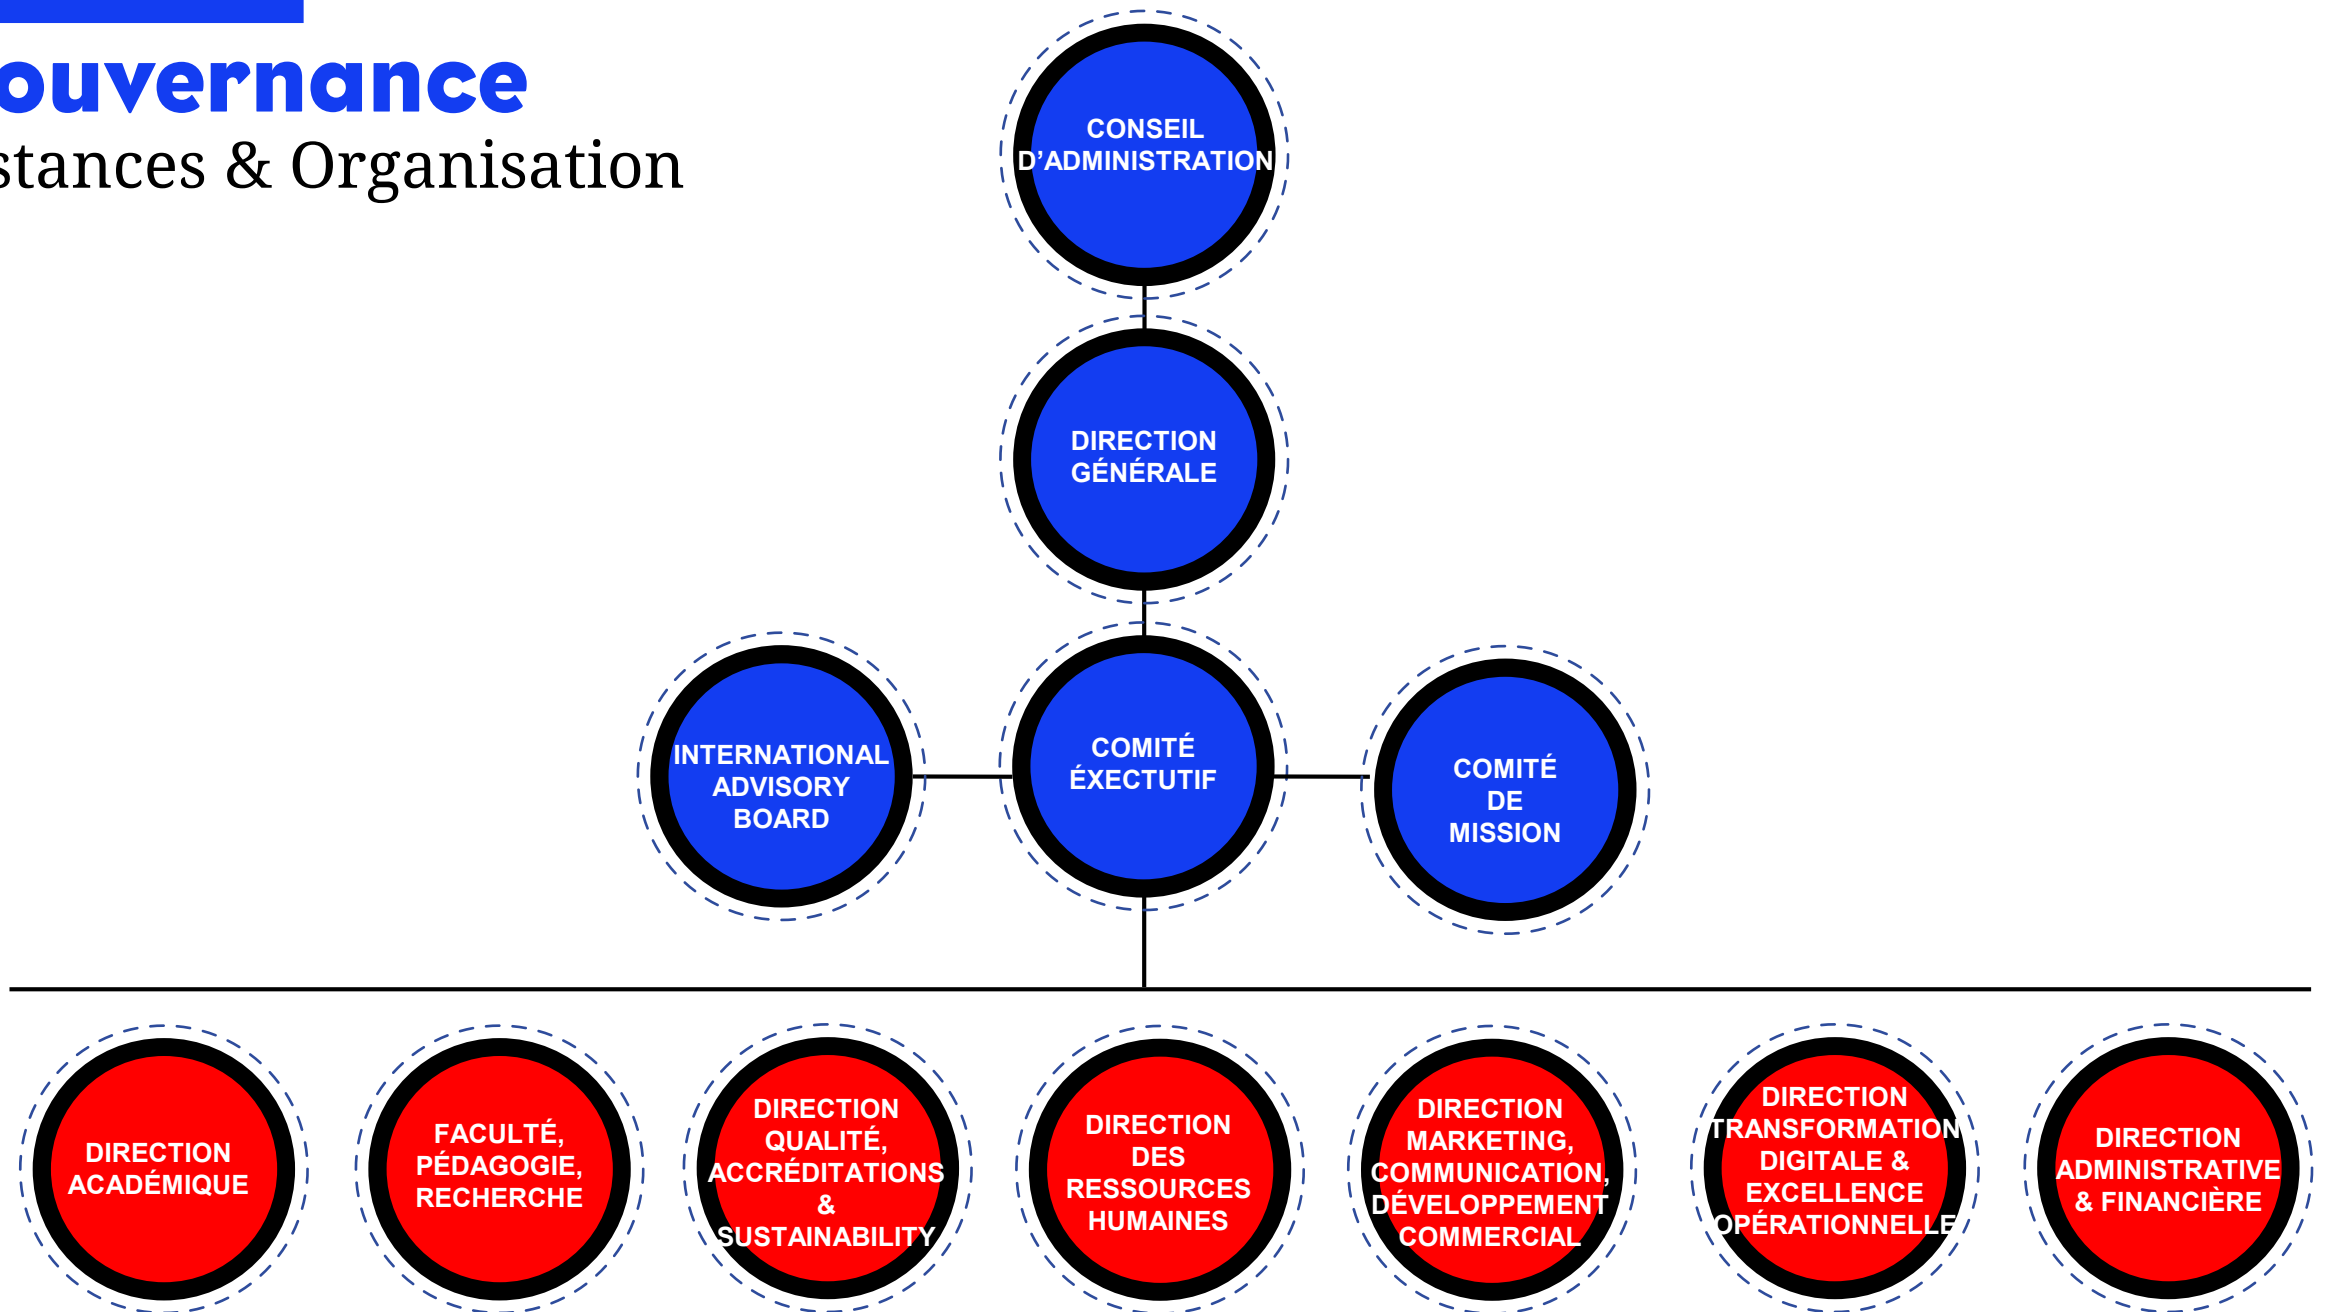 ouvernance
stances & Organisation
CONSEIL
D’ADMINISTRATION
DIRECTION
GÉNÉRALE
INTERNATIONAL
ADVISORY
BOARD
COMITÉ
ÉXECTUTIF
COMITÉ
DE
MISSION
DIRECTION
ACADÉMIQUE
FACULTÉ,
PÉDAGOGIE,
RECHERCHE
DIRECTION
QUALITÉ,
ACCRÉDITATIONS
&
SUSTAINABILITY
DIRECTION
DES
RESSOURCES
HUMAINES
DIRECTION
MARKETING,
COMMUNICATION,
DÉVELOPPEMENT
COMMERCIAL
DIRECTION
TRANSFORMATION
DIGITALE &
EXCELLENCE
OPÉRATIONNELLE
DIRECTION
ADMINISTRATIVE
& FINANCIÈRE